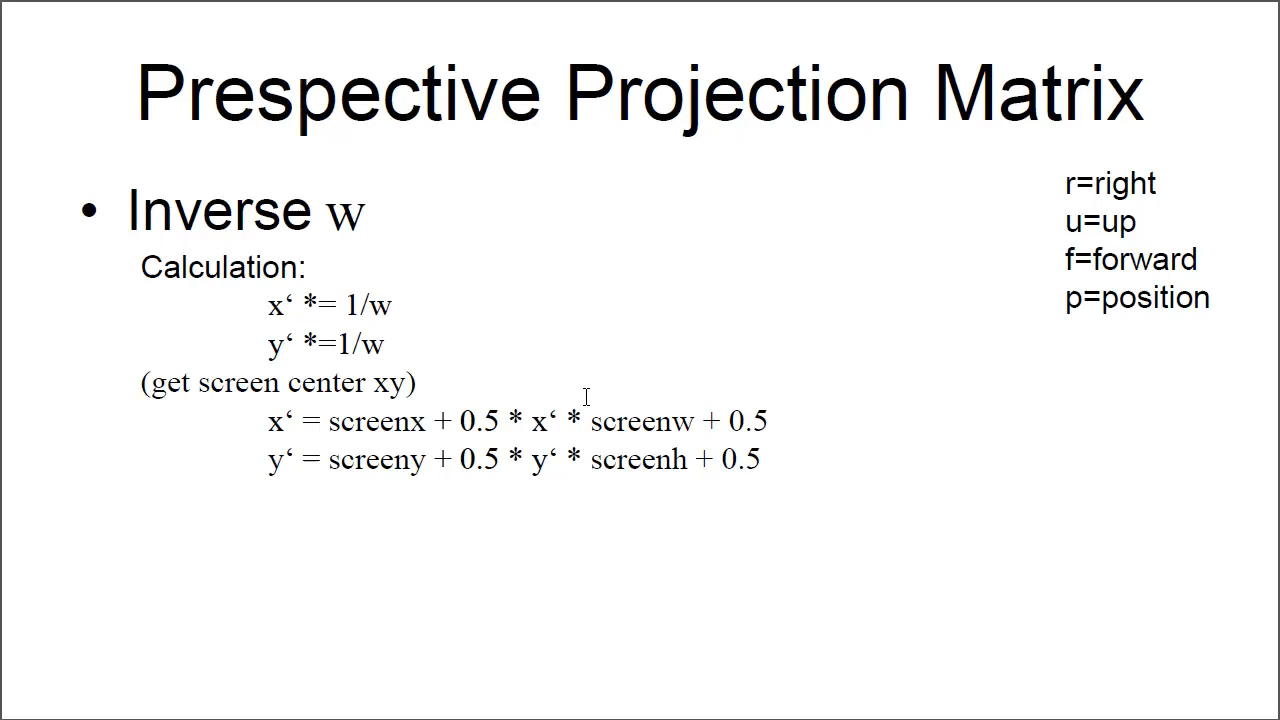 Prespective Projection Matrix
• Inverse w
Calculation:
x‘ *= 1/w
y‘ *=1/w
(get screen center xy)
x‘ = screenx + 0.5 * x‘ * screenw + 0.5
y‘ = screeny + 0.5 * y‘ * screenh + 0.5
r=right
u=up
f=forward
p=position